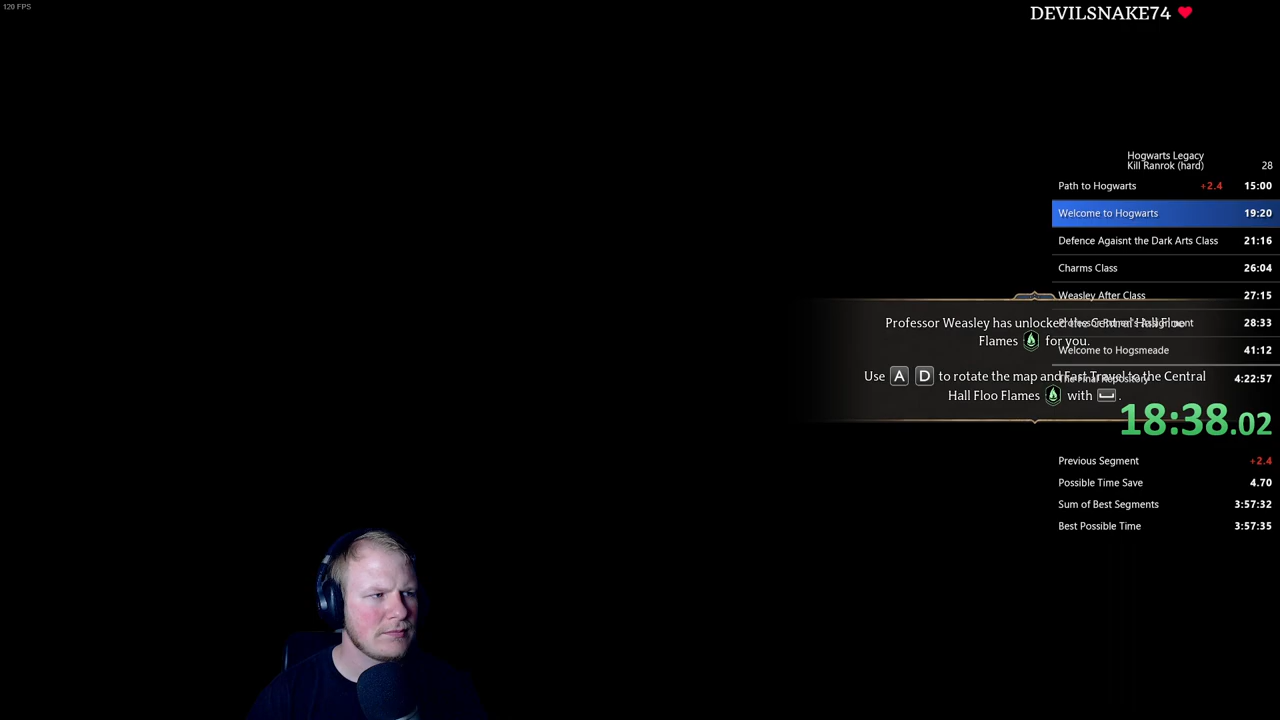 120 FPS
DEVILSNAKE74
Hogwarts Legacy
Kill Ranrok (hard) 28
Path to Hogwarts +2.4 15:00
Welcome to Hogwarts 19:20
Defence Agaisnt the Dark Arts Class 21:16
Charms Class 26:04
Weasley After Class 27:15
Professor Weasley has unlocked the Central Hall Floo
28:33
Flames for you.
Welcome to Hogsmeade 41:12
Use A D to rotate the map and Fast Travel to the Central
The Final Repository 4:22:57
Hall Floo Flames with .
18:38.02
Previous Segment +2.4
Possible Time Save 4.70
Sum of Best Segments 3:57:32
Best Possible Time 3:57:35